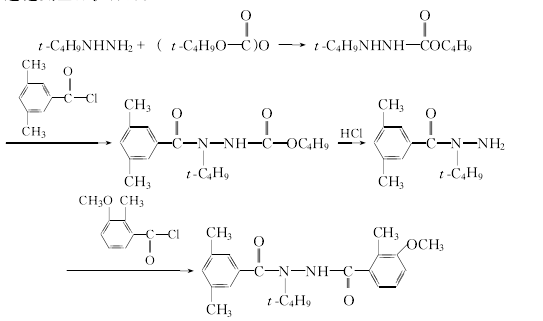 t-C₄H₉NHNH₂ + ( t-C₄H₉O—C)O → t-C₄H₉NHNH—COC₄H₉
O O
CH₃ O C—Cl CH₃
CH₃ O C—N—NH—C—OC₄H₉ O t-C₄H₉ CH₃
HCl
CH₃ O C—N—NH₂ t-C₄H₉ CH₃
CH₃O CH₃ C—Cl O
CH₃ O C—N—NH—C O t-C₄H₉ CH₃ CH₃ OCH₃